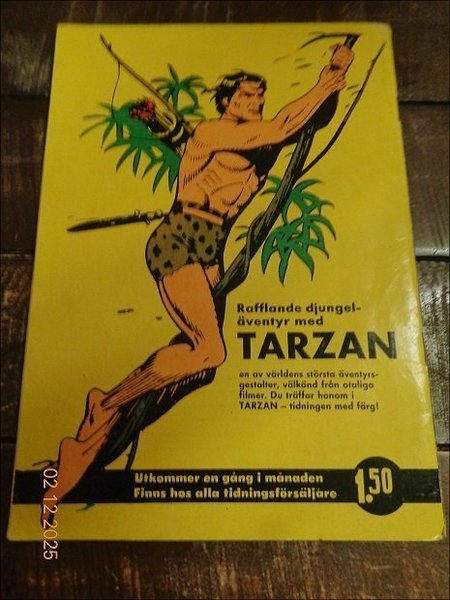 Rafflande djungel-
äventyr med
TARZAN
en av världens största äventyrs-
gestalter, välkänd från otaliga
filmer. Du träffar honom i
TARZAN – tidningen med färg!
Utkommer en gång i månaden
Finns hos alla tidningsförsäljare
1.50
02 12 2025